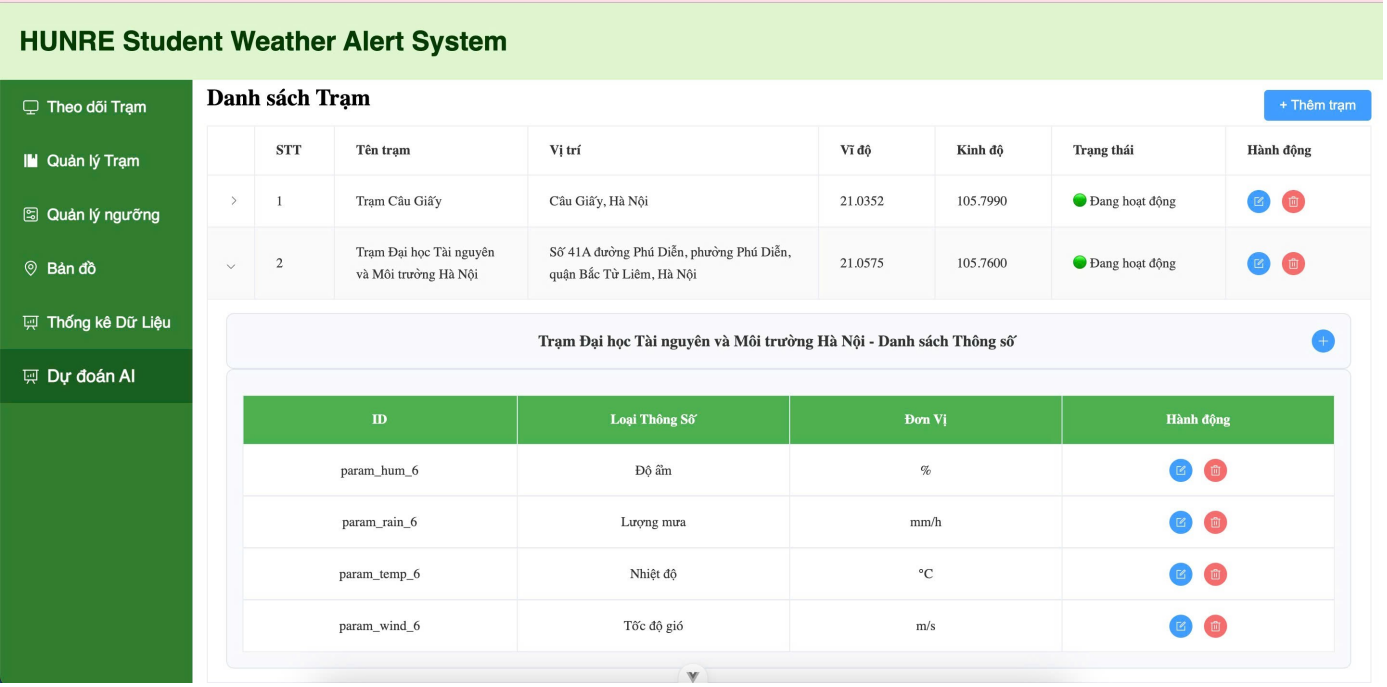 HUNRE Student Weather Alert System
Theo dõi Trạm
Quản lý Trạm
Quản lý ngưỡng
Bản đồ
Thống kê Dữ Liệu
Dự đoán AI
Danh sách Trạm
+ Thêm trạm
STT Tên trạm Vị trí Vĩ độ Kinh độ Trạng thái Hành động
1 Trạm Cầu Giấy Cầu Giấy, Hà Nội 21.0352 105.7990 Đang hoạt động
2 Trạm Đại học Tài nguyên Số 41A đường Phú Diễn, phường Phú Diễn, 21.0575 105.7600 Đang hoạt động
và Môi trường Hà Nội quận Bắc Từ Liêm, Hà Nội
Trạm Đại học Tài nguyên và Môi trường Hà Nội - Danh sách Thông số
ID Loại Thông Số Đơn Vị Hành động
param_hum_6 Độ ẩm %
param_rain_6 Lượng mưa mm/h
param_temp_6 Nhiệt độ °C
param_wind_6 Tốc độ gió m/s